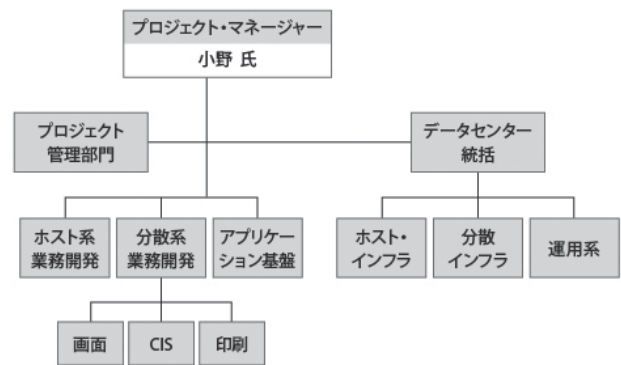 プロジェクト・マネージャー
小野 氏
プロジェクト
管理部門
データセンター
統括
ホスト系
業務開発
分散系
業務開発
アプリケー
ション基盤
ホスト・
インフラ
分散
インフラ
運用系
画面
CIS
印刷